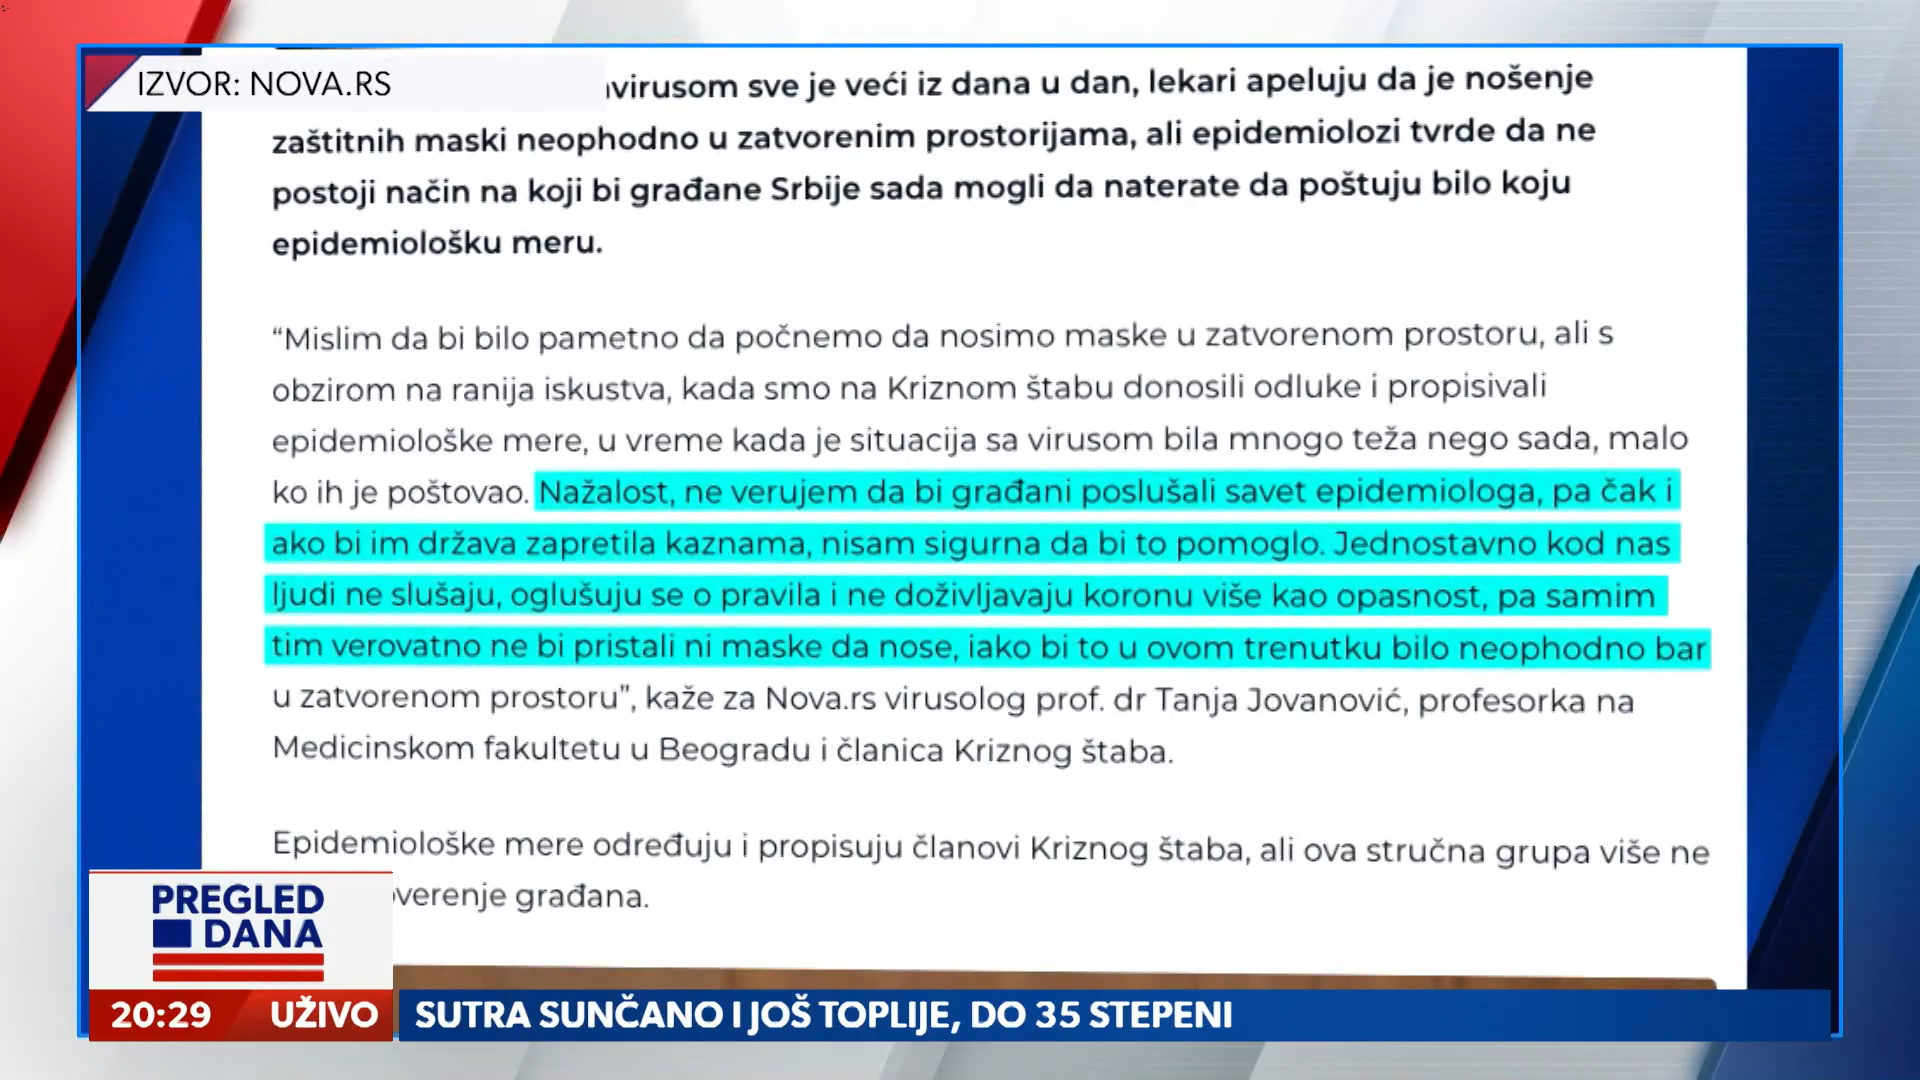 IZVOR: NOVA.RS
sve je veći iz dana u dan, lekari apeluju da je nošenje
zaštitnih maski neophodno u zatvorenim prostorijama, ali epidemiolozi tvrde da ne
postoji način na koji bi građane Srbije sada mogli da naterate da poštuju bilo koju
epidemiološku meru.
“Mislim da bi bilo pametno da počnemo da nosimo maske u zatvorenom prostoru, ali s
obzirom na ranija iskustva, kada smo na Kriznom štabu donosili odluke i propisivali
epidemiološke mere, u vreme kada je situacija sa virusom bila mnogo teža nego sada, malo
ko ih je poštovao. Nažalost, ne verujem da bi građani poslušali savet epidemiologa, pa čak i
ako bi im država zapretila kaznama, nisam sigurna da bi to pomoglo. Jednostavno kod nas
ljudi ne slušaju, oglušuju se o pravila i ne doživljavaju koronu više kao opasnost, pa samim
tim verovatno ne bi pristali ni maske da nose, iako bi to u ovom trenutku bilo neophodno bar
u zatvorenom prostoru”, kaže za Nova.rs virusolog prof. dr Tanja Jovanović, profesorka na
Medicinskom fakultetu u Beogradu i članica Kriznog štaba.
Epidemiološke mere određuju i propisuju članovi Kriznog štaba, ali ova stručna grupa više ne
građana.
PREGLED
DANA
20:29 UŽIVO SUTRA SUNČANO I JOŠ TOPLIJE, DO 35 STEPENI